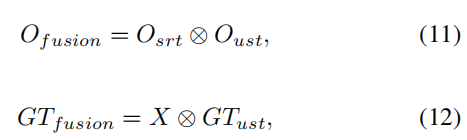 O_{fusion} = O_{srt} ⊗ O_{ust}, (11)
GT_{fusion} = X ⊗ GT_{ust}, (12)